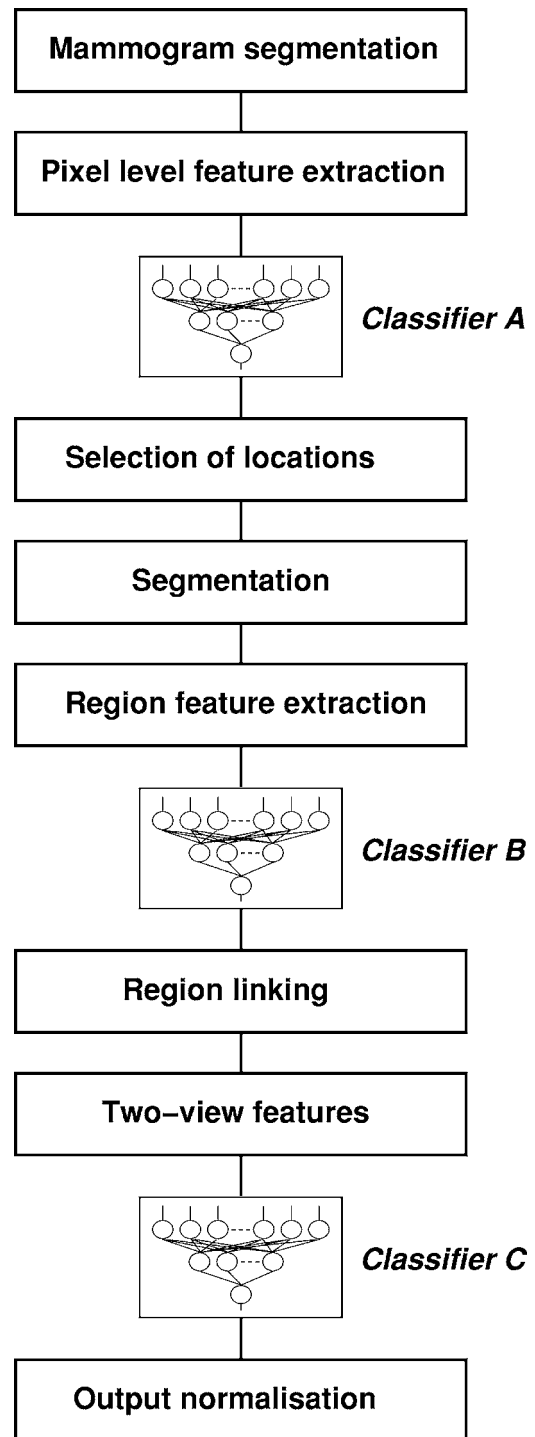 Mammogram segmentation
Pixel level feature extraction
Classifier A
Selection of locations
Segmentation
Region feature extraction
Classifier B
Region linking
Two−view features
Classifier C
Output normalisation